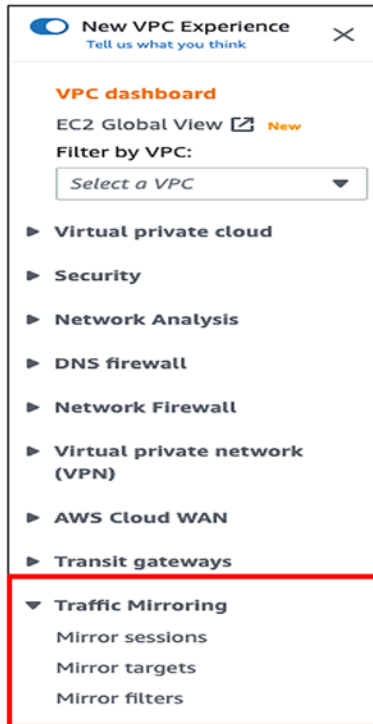 New VPC Experience
Tell us what you think
VPC dashboard
EC2 Global View New
Filter by VPC:
Select a VPC
Virtual private cloud
Security
Network Analysis
DNS firewall
Network Firewall
Virtual private network
(VPN)
AWS Cloud WAN
Transit gateways
Traffic Mirroring
Mirror sessions
Mirror targets
Mirror filters